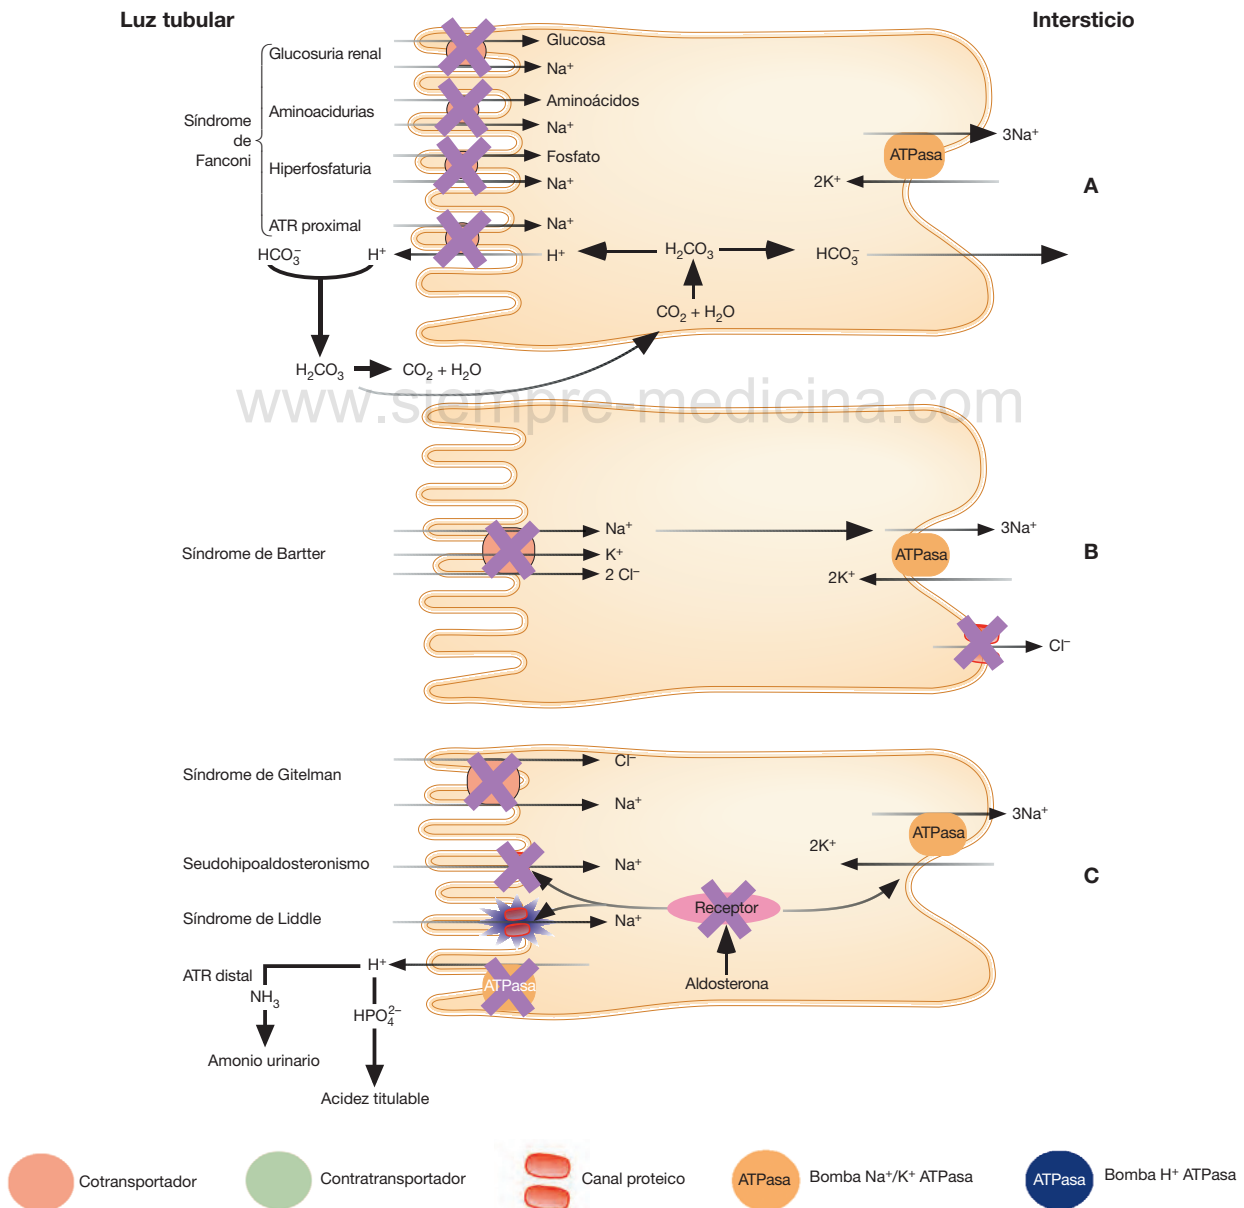 Luz tubular
Intersticio
Glucosuria renal
Glucosa
Na⁺
Síndrome
de
Fanconi
Aminoacidurias
Aminoácidos
Na⁺
Hiperfosfaturia
Fosfato
Na⁺
ATR proximal
Na⁺
HCO₃⁻
H⁺
H⁺
H₂CO₃
HCO₃⁻
CO₂ + H₂O
H₂CO₃
CO₂ + H₂O
ATPasa
3Na⁺
2K⁺
A
www.siempre-medicina.com
Síndrome de Bartter
Na⁺
K⁺
2 Cl⁻
ATPasa
3Na⁺
2K⁺
Cl⁻
B
Síndrome de Gitelman
Cl⁻
Na⁺
Seudohipoaldosteronismo
Na⁺
Síndrome de Liddle
Na⁺
Receptor
Aldosterona
ATPasa
3Na⁺
2K⁺
C
ATR distal
H⁺
ATPasa
NH₃
HPO₄²⁻
Amonio urinario
Acidez titulable
Cotransportador
Contratransportador
Canal proteico
ATPasa
Bomba Na⁺/K⁺ ATPasa
ATPasa
Bomba H⁺ ATPasa